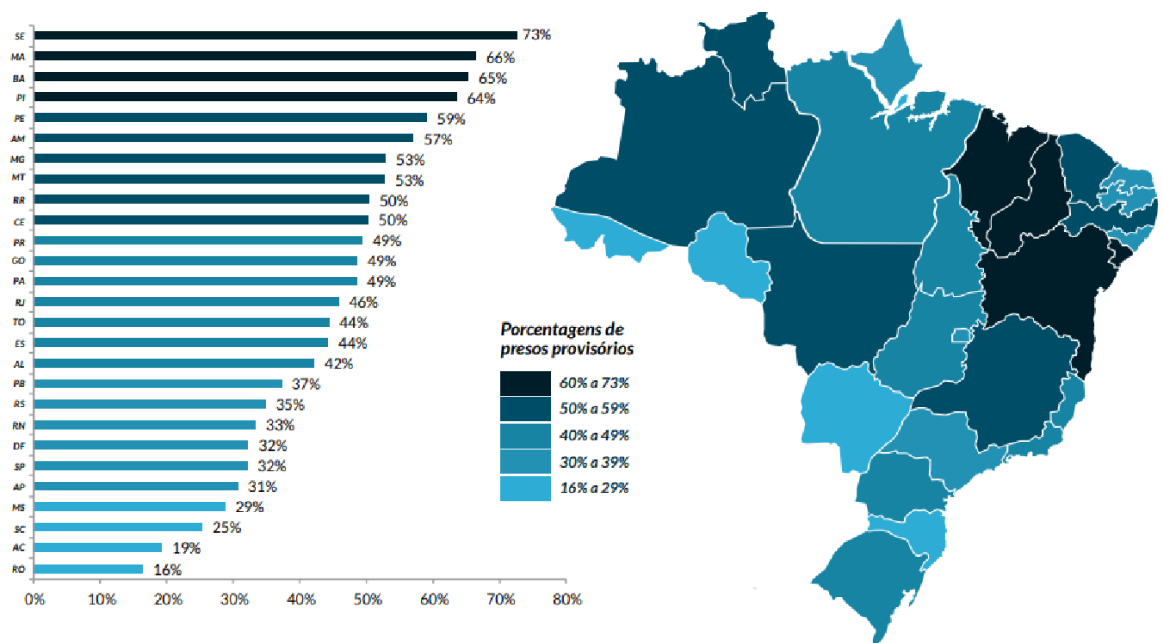 SE 73%
MA 66%
BA 65%
PI 64%
PE 59%
AM 57%
MG 53%
MT 53%
RR 50%
CE 50%
PR 49%
GO 49%
PA 49%
RJ 46%
TO 44%
ES 44%
AL 42%
PB 37%
RS 35%
RN 33%
DF 32%
SP 32%
AP 31%
MS 29%
SC 25%
AC 19%
RO 16%
0% 10% 20% 30% 40% 50% 60% 70% 80%
Porcentagens de
presos provisórios
60% a 73%
50% a 59%
40% a 49%
30% a 39%
16% a 29%